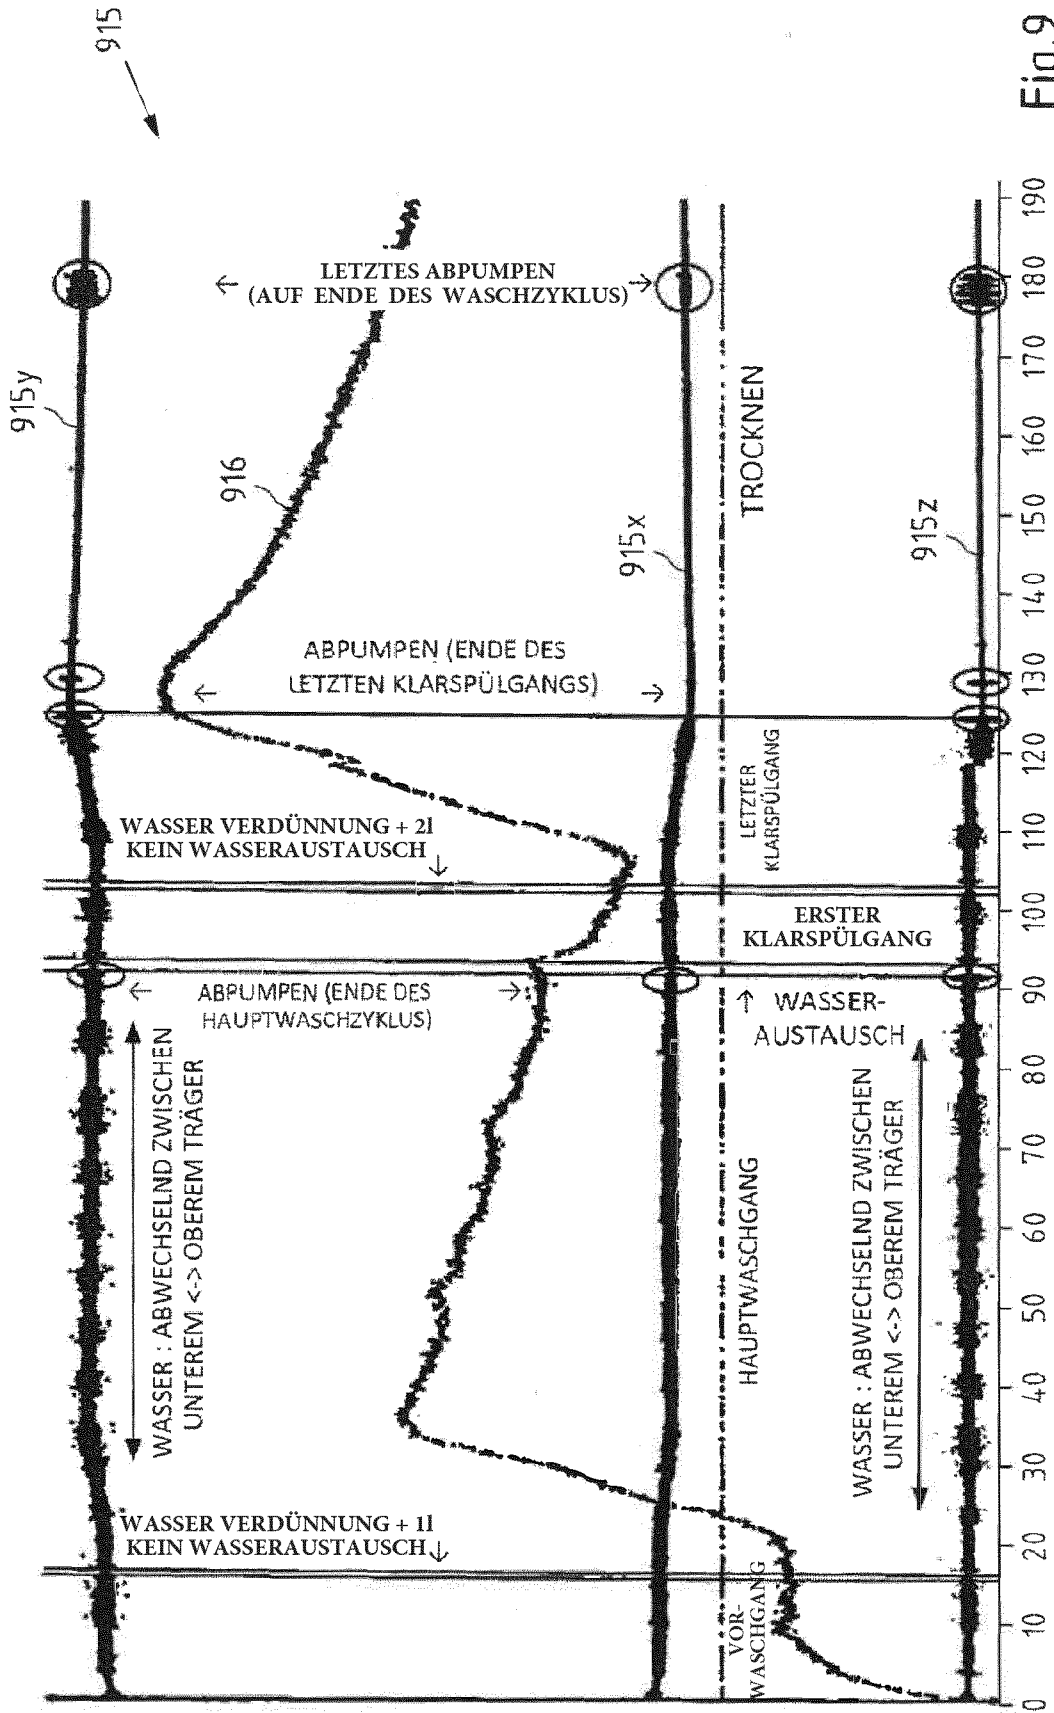 915
915y
LETZTES ABPUMPEN
(AUF ENDE DES WASCHZYKLUS)
916
915x
TROCKNEN
915z
ABPUMPEN (ENDE DES
LETZTEN KLARSPÜLGANGS)
LETZTER
KLARSPÜLGANG
WASSER VERDÜNNUNG + 2l
KEIN WASSERAUSTAUSCH
ERSTER
KLARSPÜLGANG
ABPUMPEN (ENDE DES
HAUPTWASCHZYKLUS)
WASSER-
AUSTAUSCH
WASSER : ABWECHSELND ZWISCHEN
UNTEREM <-> OBEREM TRÄGER
HAUPTWASCHGANG
WASSER : ABWECHSELND ZWISCHEN
UNTEREM <-> OBEREM TRÄGER
WASSER VERDÜNNUNG + 1l
KEIN WASSERAUSTAUSCH
VOR-
WASCHGANG
0 10 20 30 40 50 60 70 80 90 100 110 120 130 140 150 160 170 180 190
Fig.9